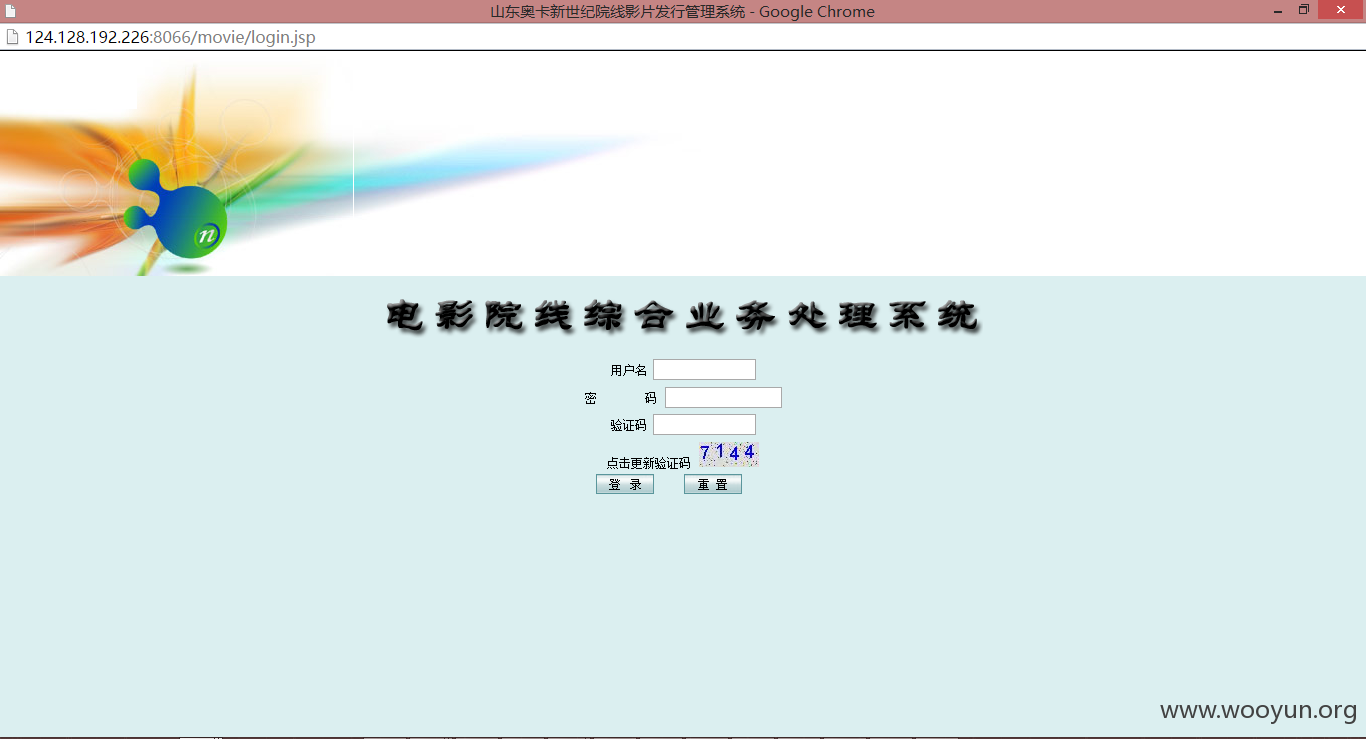 山东奥卡新世纪院线影片发行管理系统 - Google Chrome
124.128.192.226:8066/movie/login.jsp
n
电影院线综合业务处理系统
用户名
密 码
验证码
点击更新验证码 7144
登 录 重 置
www.wooyun.org